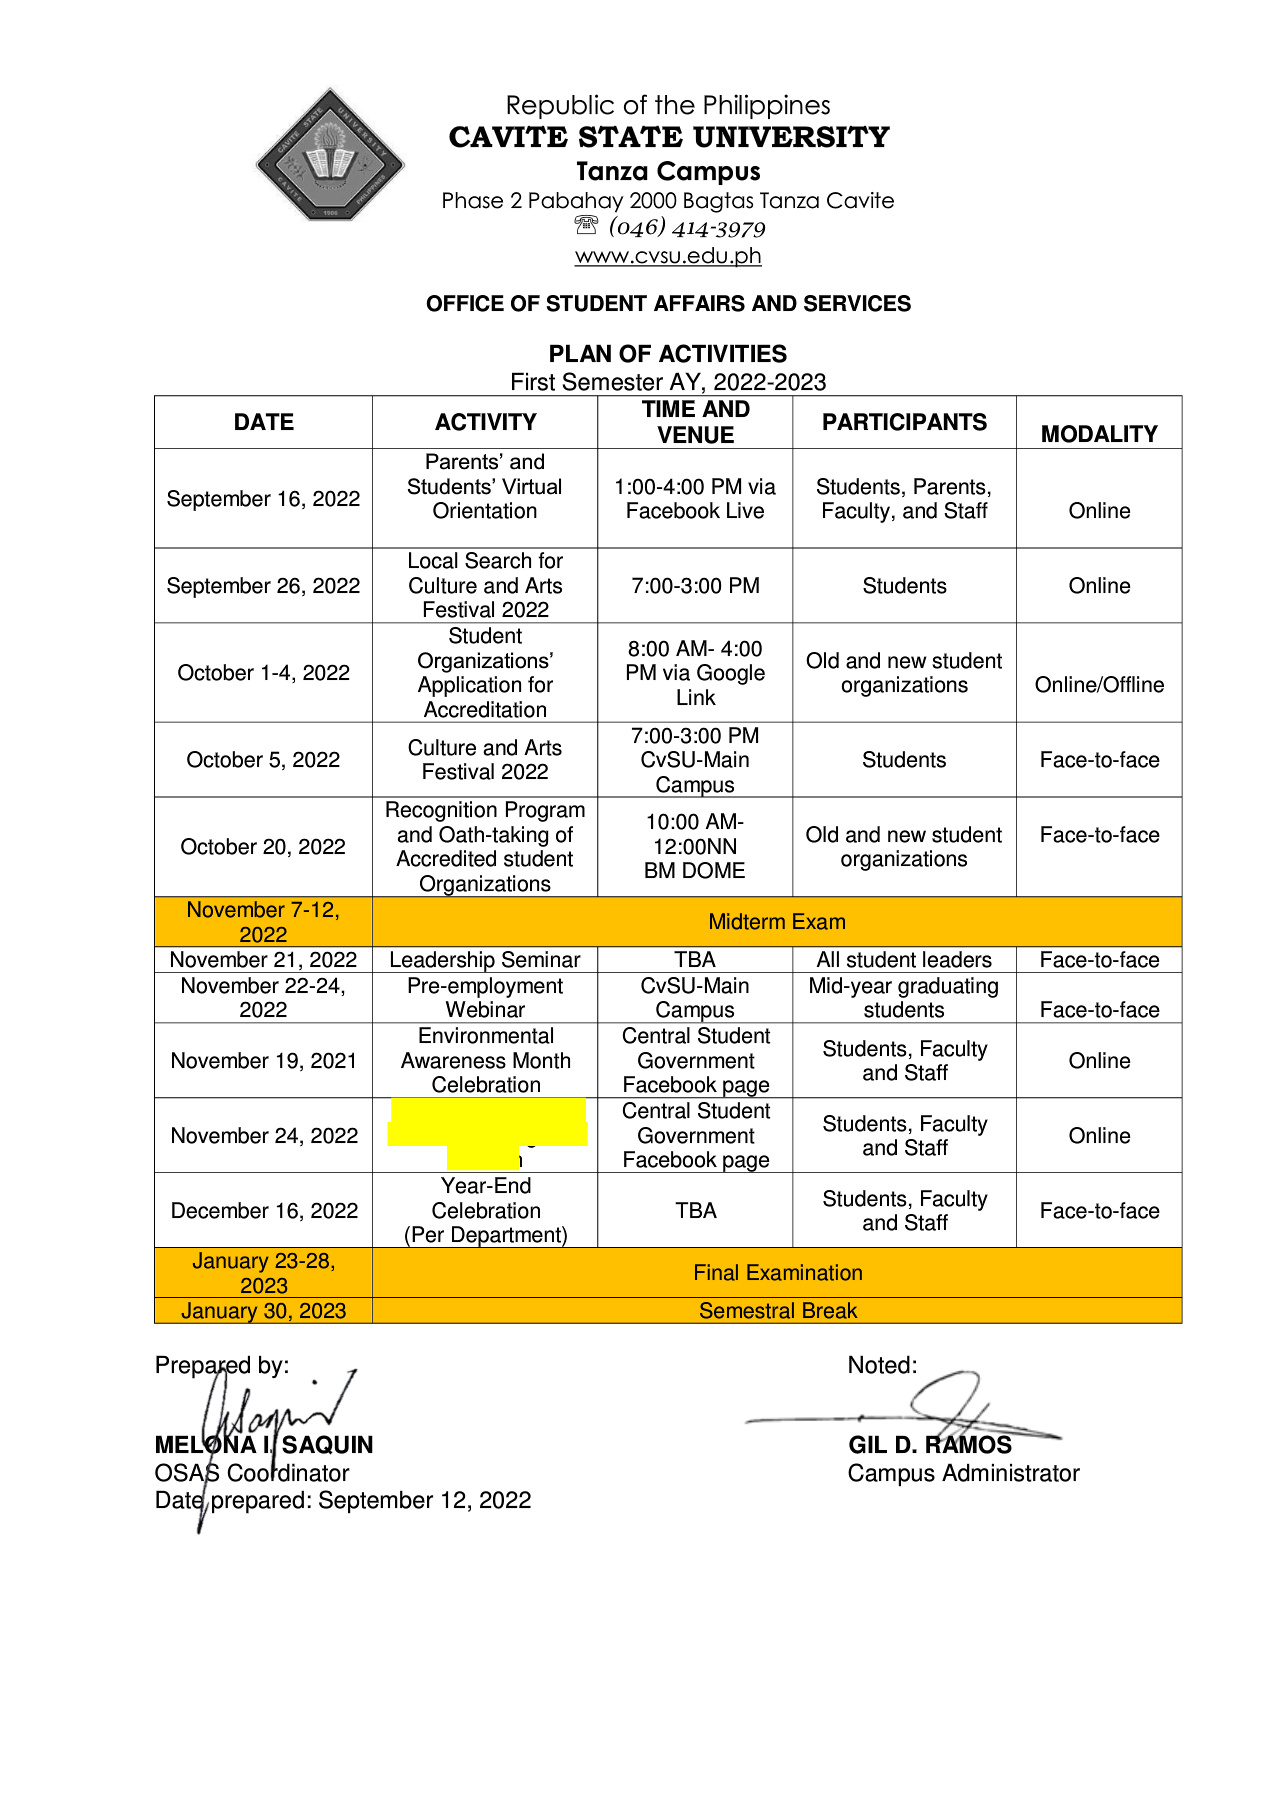 Republic of the Philippines
CAVITE STATE UNIVERSITY
Tanza Campus
Phase 2 Pabahay 2000 Bagtas Tanza Cavite
☏ (046) 414-3979
www.cvsu.edu.ph
CAVITE STATE UNIVERSITY
CAVITE PHILIPPINES
1906
OFFICE OF STUDENT AFFAIRS AND SERVICES
PLAN OF ACTIVITIES
First Semester AY, 2022-2023
DATE
ACTIVITY
TIME AND
VENUE
PARTICIPANTS
MODALITY
September 16, 2022
Parents’ and
Students’ Virtual
Orientation
1:00-4:00 PM via
Facebook Live
Students, Parents,
Faculty, and Staff
Online
September 26, 2022
Local Search for
Culture and Arts
Festival 2022
7:00-3:00 PM
Students
Online
October 1-4, 2022
Student
Organizations’
Application for
Accreditation
8:00 AM- 4:00
PM via Google
Link
Old and new student
organizations
Online/Offline
October 5, 2022
Culture and Arts
Festival 2022
7:00-3:00 PM
CvSU-Main
Campus
Students
Face-to-face
October 20, 2022
Recognition Program
and Oath-taking of
Accredited student
Organizations
10:00 AM-
12:00NN
BM DOME
Old and new student
organizations
Face-to-face
November 7-12,
2022
Midterm Exam
November 21, 2022
Leadership Seminar
TBA
All student leaders
Face-to-face
November 22-24,
2022
Pre-employment
Webinar
CvSU-Main
Campus
Mid-year graduating
students
Face-to-face
November 19, 2021
Environmental
Awareness Month
Celebration
Central Student
Government
Facebook page
Students, Faculty
and Staff
Online
November 24, 2022
Central Student
Government
Facebook page
Students, Faculty
and Staff
Online
December 16, 2022
Year-End
Celebration
(Per Department)
TBA
Students, Faculty
and Staff
Face-to-face
January 23-28,
2023
Final Examination
January 30, 2023
Semestral Break
Prepared by:
MELONA I. SAQUIN
OSAS Coordinator
Date prepared: September 12, 2022
Noted:
GIL D. RAMOS
Campus Administrator